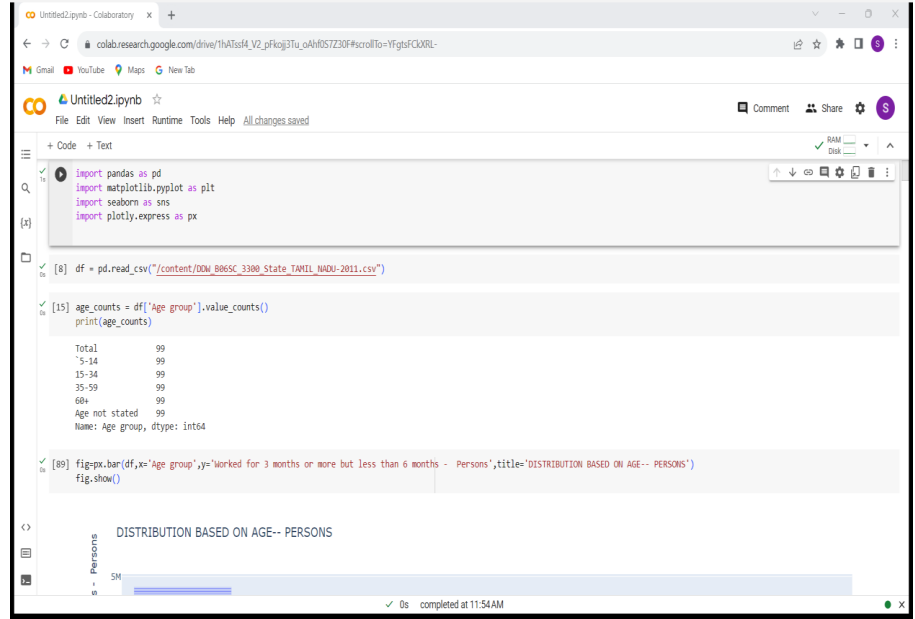 Untitled2.ipynb - Colaboratory
colab.research.google.com/drive/1hATssf4_V2_pFkojj3Tu_oAhf0S7Z30F#scrollTo=YFgtsFCkXRL-
S
Gmail YouTube Maps New Tab
Untitled2.ipynb
Comment Share S
File Edit View Insert Runtime Tools Help All changes saved
+ Code + Text
RAM
Disk
1s
import pandas as pd
import matplotlib.pyplot as plt
import seaborn as sns
import plotly.express as px
{x}
[8] df = pd.read_csv("/content/DDW_B06SC_3300_State_TAMIL_NADU-2011.csv")
0s
[15] age_counts = df['Age group'].value_counts()
0s
print(age_counts)
Total 99
`5-14 99
15-34 99
35-59 99
60+ 99
Age not stated 99
Name: Age group, dtype: int64
[89] fig=px.bar(df,x='Age group',y='Worked for 3 months or more but less than 6 months -  Persons',title='DISTRIBUTION BASED ON AGE-- PERSONS')
0s
fig.show()
DISTRIBUTION BASED ON AGE-- PERSONS
s - Persons
5M
0s completed at 11:54 AM